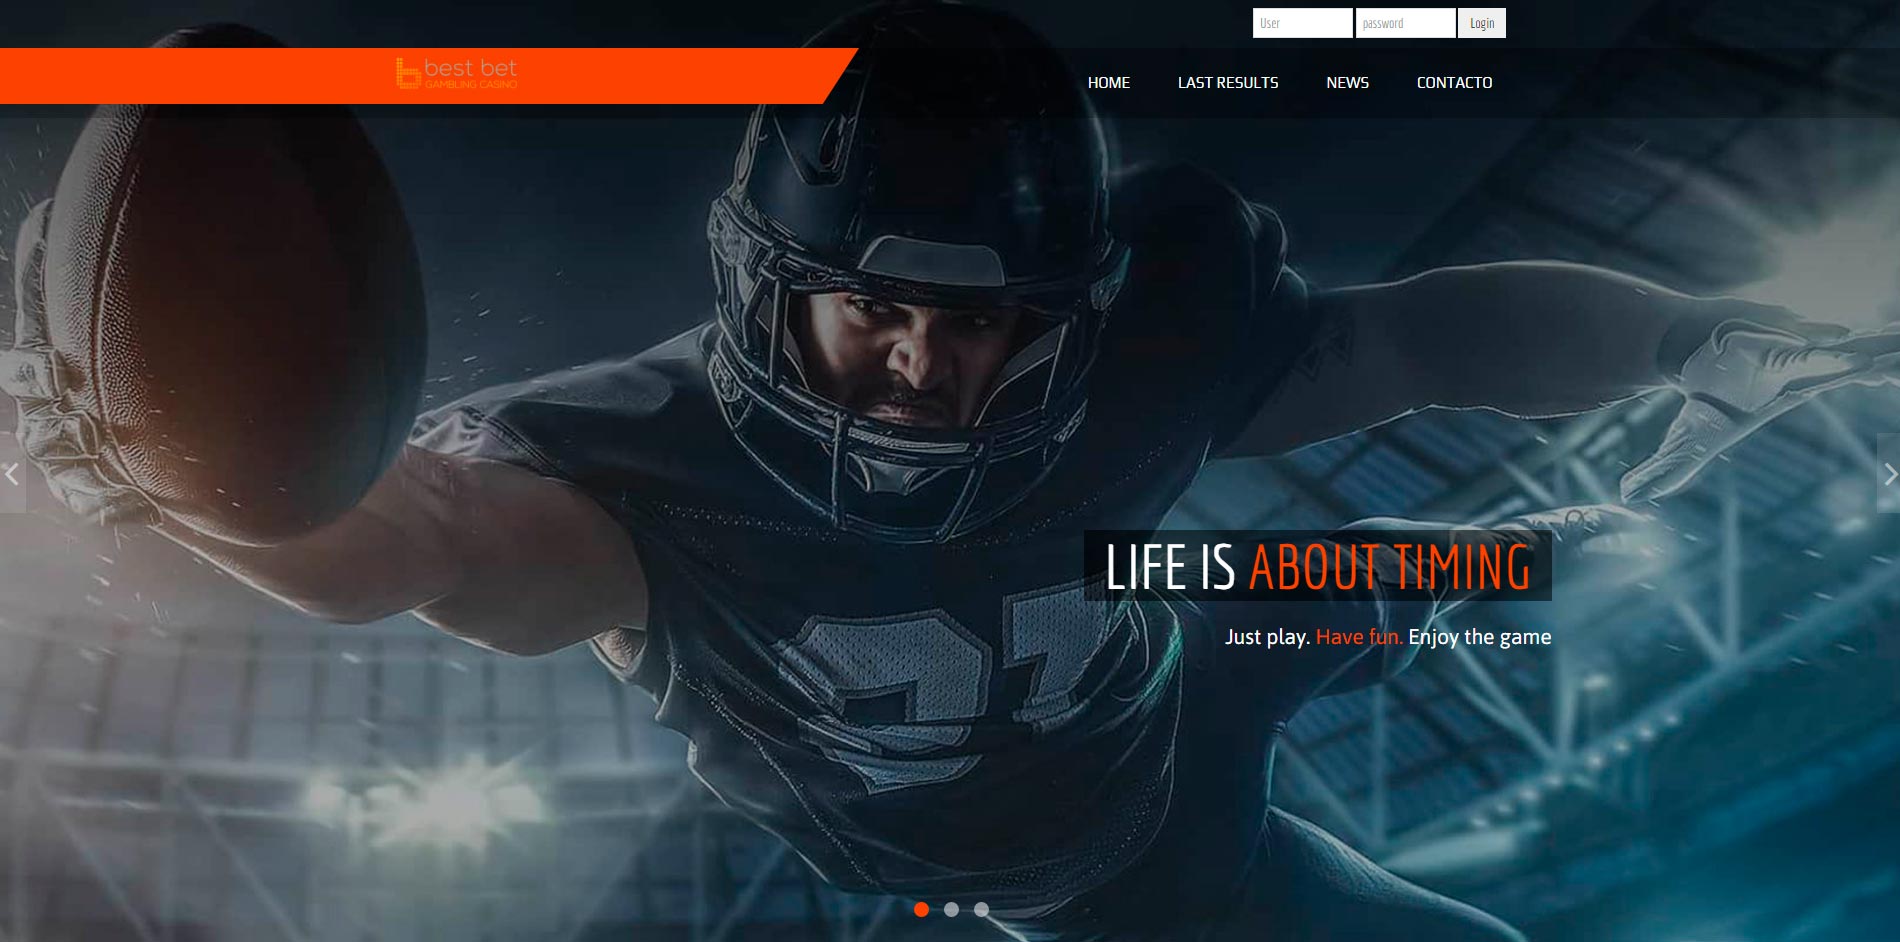 User password Login
best bet
GAMBLING CASINO
HOME LAST RESULTS NEWS CONTACTO
LIFE IS ABOUT TIMING
Just play. Have fun. Enjoy the game